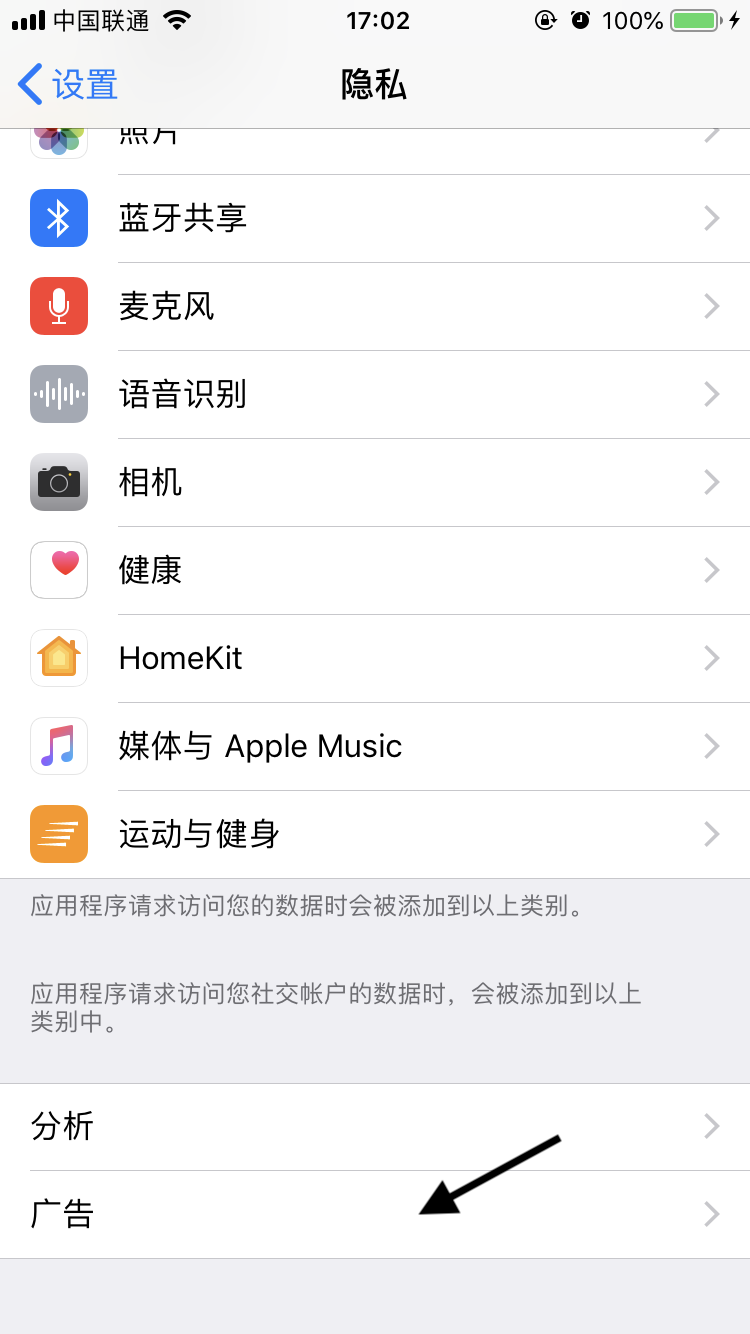 中国联通 17:02 100%
设置 隐私
照片
蓝牙共享
麦克风
语音识别
相机
健康
HomeKit
媒体与 Apple Music
运动与健身
应用程序请求访问您的数据时会被添加到以上类别。
应用程序请求访问您社交帐户的数据时，会被添加到以上
类别中。
分析
广告